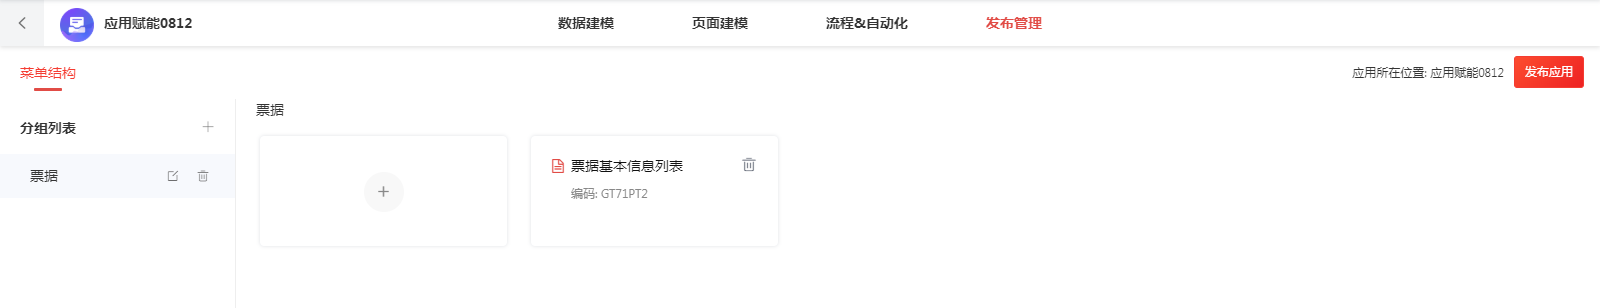 应用赋能0812
数据建模
页面建模
流程&自动化
发布管理
菜单结构
应用所在位置: 应用赋能0812
发布应用
分组列表
票据
票据
票据基本信息列表
编码: GT71PT2